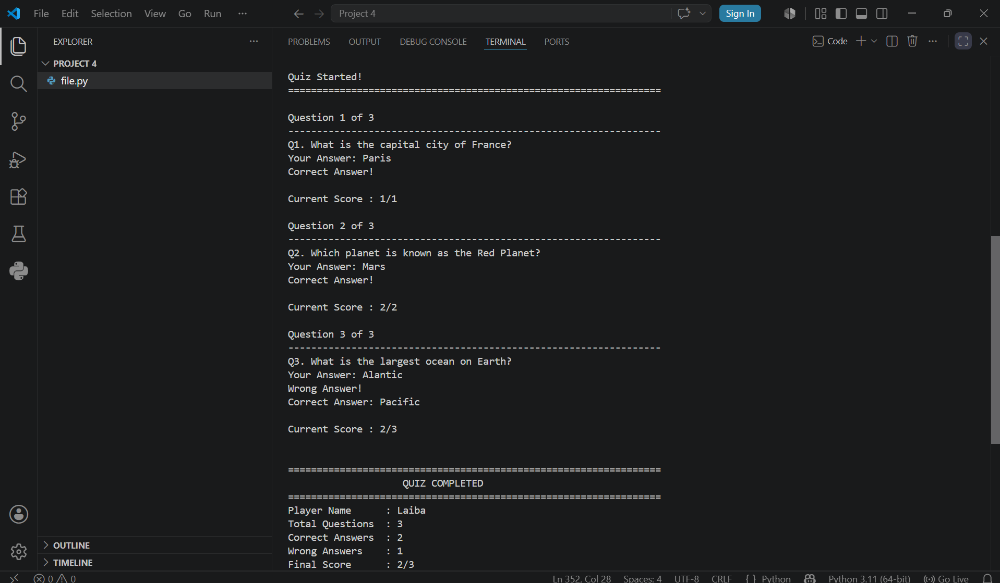 File Edit Selection View Go Run ···
Project 4
Sign In
EXPLORER
PROJECT 4
file.py
OUTLINE
TIMELINE
PROBLEMS OUTPUT DEBUG CONSOLE TERMINAL PORTS
Code
Quiz Started!
=================================================================
Question 1 of 3
-----------------------------------------------------------------
Q1. What is the capital city of France?
Your Answer: Paris
Correct Answer!
Current Score : 1/1
Question 2 of 3
-----------------------------------------------------------------
Q2. Which planet is known as the Red Planet?
Your Answer: Mars
Correct Answer!
Current Score : 2/2
Question 3 of 3
-----------------------------------------------------------------
Q3. What is the largest ocean on Earth?
Your Answer: Alantic
Wrong Answer!
Correct Answer: Pacific
Current Score : 2/3
=================================================================
QUIZ COMPLETED
=================================================================
Player Name : Laiba
Total Questions : 3
Correct Answers : 2
Wrong Answers : 1
Final Score : 2/3
0 0
Ln 352, Col 28 Spaces: 4 UTF-8 CRLF { } Python Python 3.11 (64-bit) Go Live